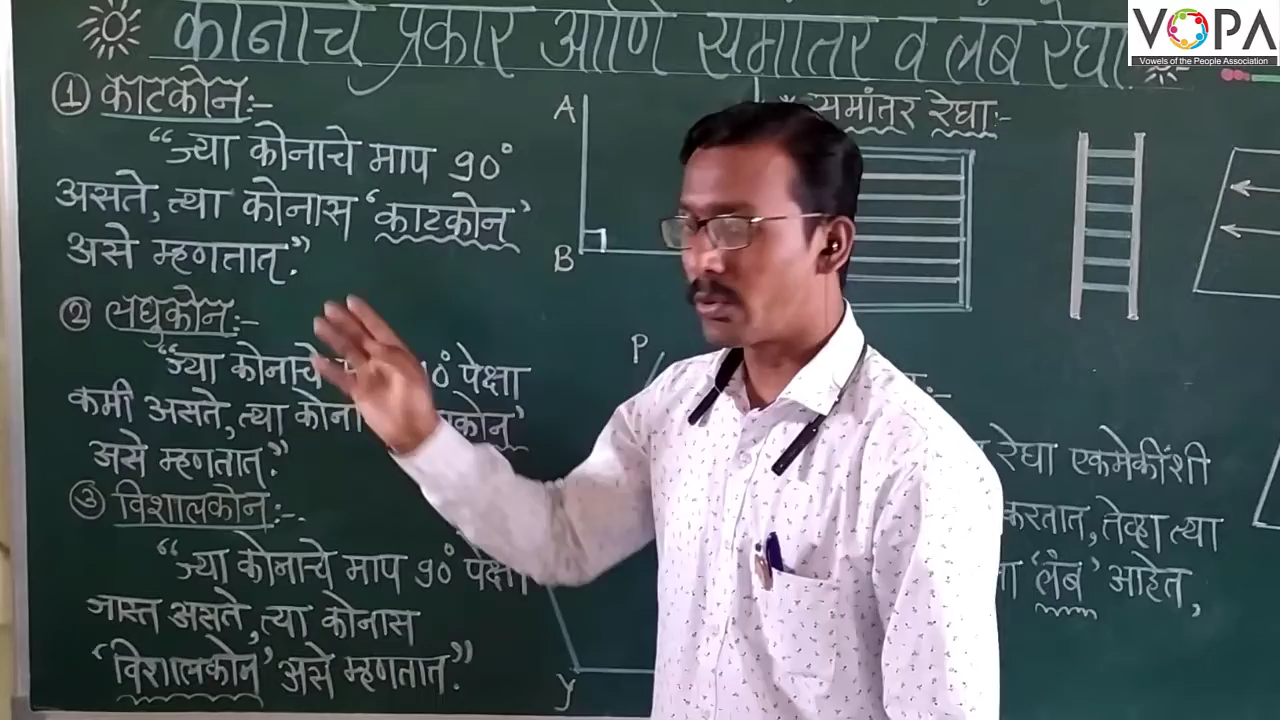 कोनाचे प्रकार आणि समांतर व लंब रेघा.
VOPA
Vowels of the People Association
① काटकोन:-
“ज्या कोनाचे माप 90°
असते, त्या कोनास ‘काटकोन’
असे म्हणतात.”
② लघुकोन:-
“ज्या कोनाचे 90° पेक्षा
कमी असते, त्या
असे म्हणतात.”
③ विशालकोन:-
“ज्या कोनाचे माप 90° पेक्षा
जास्त असते, त्या कोनास
‘विशालकोन’ असे म्हणतात.”
A
B
P
Y
* समांतर रेघा:-
रेघा एकमेकींशी
करतात, तेव्हा त्या
‘लंब’ आहेत,